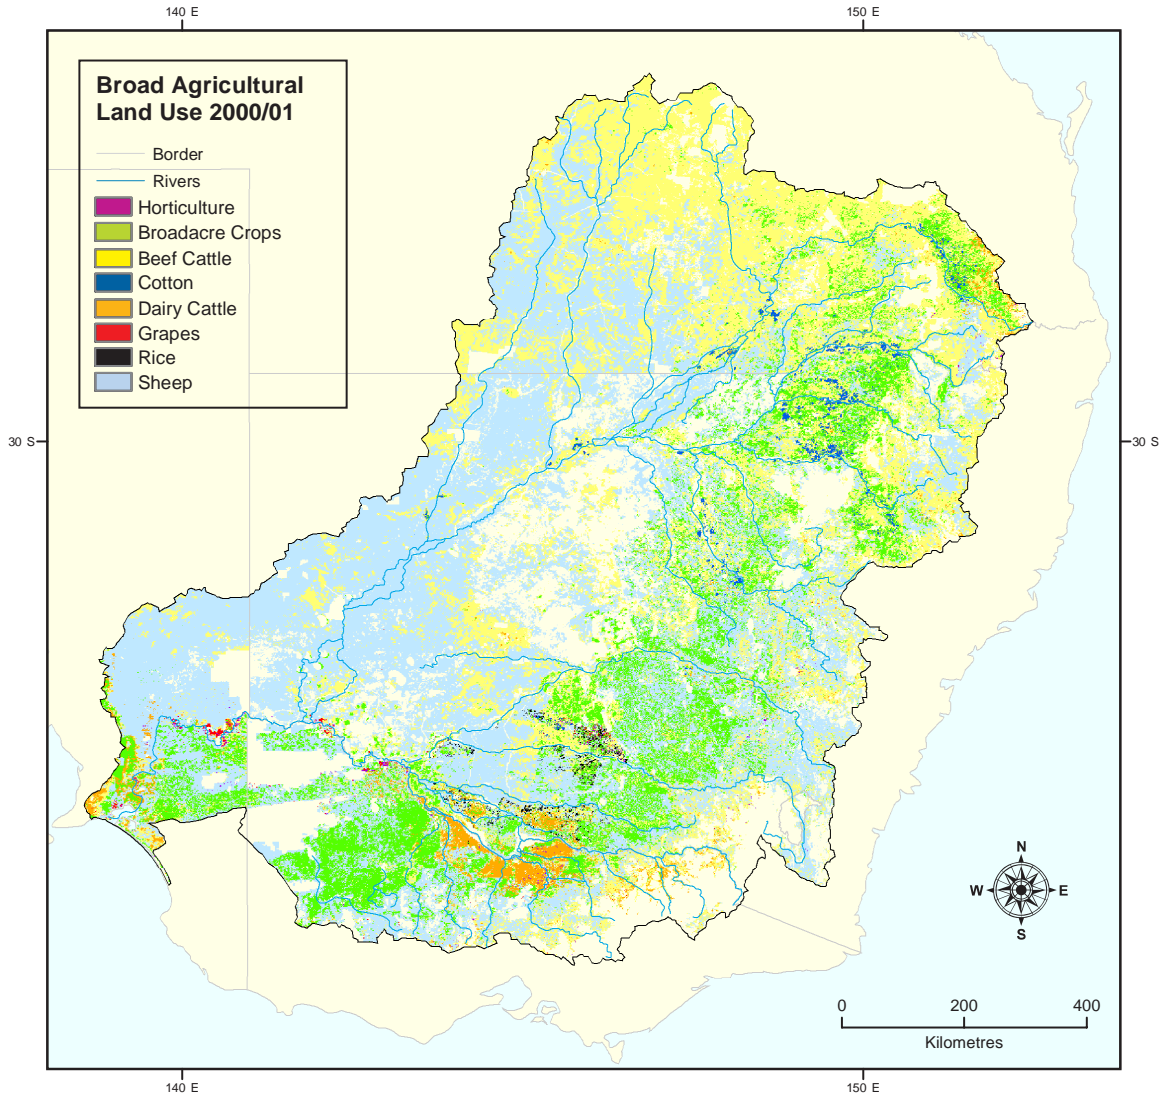 140 E
150 E
Broad Agricultural
Land Use 2000/01
Border
Rivers
Horticulture
Broadacre Crops
Beef Cattle
Cotton
Dairy Cattle
Grapes
Rice
Sheep
30 S
30 S
N
W
E
S
0
200
400
Kilometres
140 E
150 E